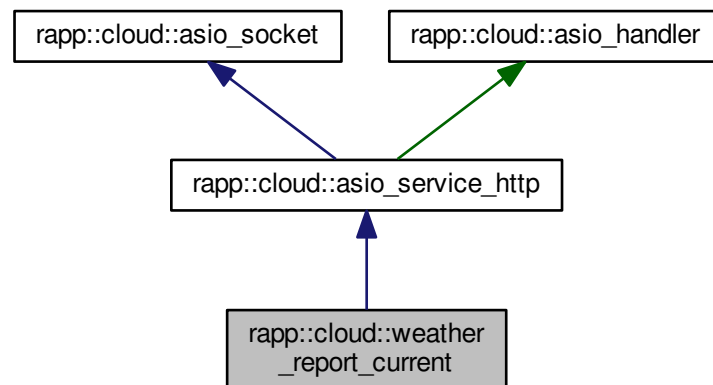 rapp::cloud::asio_socket
rapp::cloud::asio_handler
rapp::cloud::asio_service_http
rapp::cloud::weather
_report_current